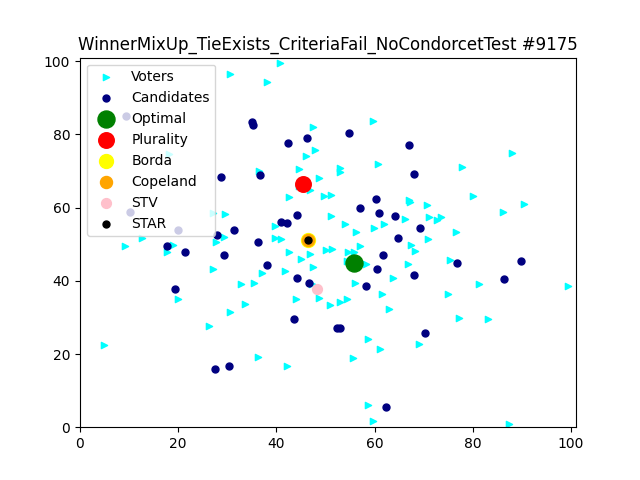 WinnerMixUp_TieExists_CriteriaFail_NoCondorcetTest #9175
100
80
60
40
20
0
Voters
Candidates
Optimal
Plurality
Borda
Copeland
STV
STAR
0 20 40 60 80 100